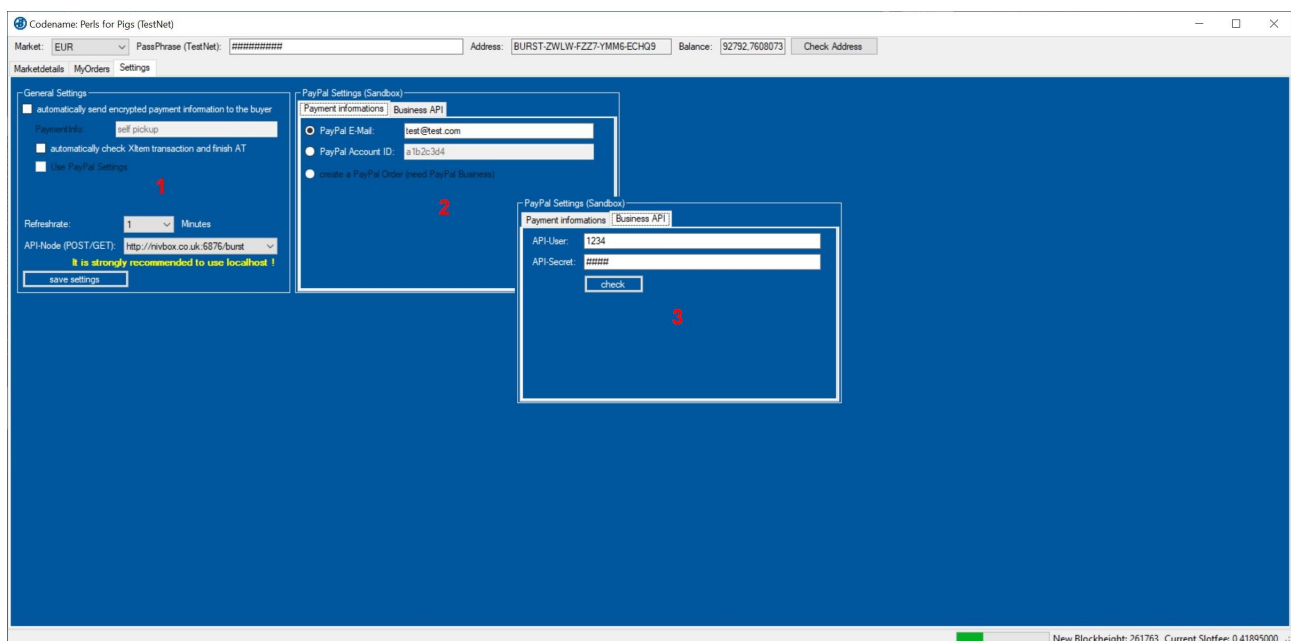 Codename: Perls for Pigs (TestNet)
Market: EUR PassPhrase (TestNet): ######### Address: BURST-ZWLW-FZZ7-YMM6-ECHQ9 Balance: 92792,7608073 Check Address
Marketdetails MyOrders Settings
General Settings
automatically send encrypted payment information to the buyer
PaymentInfo: self pickup
automatically check XItem transaction and finish AT
Use PayPal Settings
1
Refreshrate: 1 Minutes
API-Node (POST/GET): http://nivbox.co.uk:6876/burst
It is strongly recommended to use localhost !
save settings
PayPal Settings (Sandbox)
Payment informations Business API
PayPal E-Mail: test@test.com
PayPal Account ID: a1b2c3d4
create a PayPal Order (need PayPal Business)
2
PayPal Settings (Sandbox)
Payment informations Business API
API-User: 1234
API-Secret: ####
check
3
New Blockheight: 261763 Current Slotfee: 0,41895000